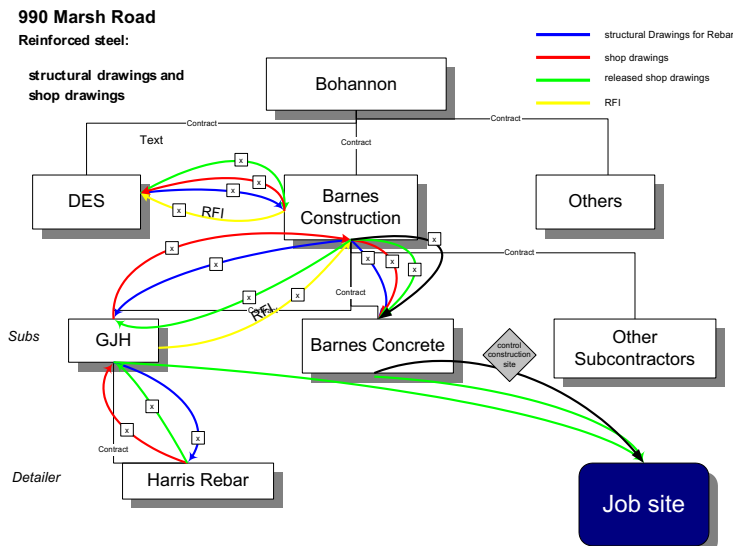 990 Marsh Road
Reinforced steel:
structural drawings and
shop drawings
structural Drawings for Rebar
shop drawings
released shop drawings
RFI
Bohannon
Contract
Contract
Contract
Text
DES
Barnes
Construction
Others
x
x
x
x
RFI
x
x
x
x
x
x
x
x
RFI
Contract
Contract
Contract
Subs
GJH
Barnes Concrete
control
construction
site
Other
Subcontractors
x
x
x
Contract
Detailer
Harris Rebar
Job site